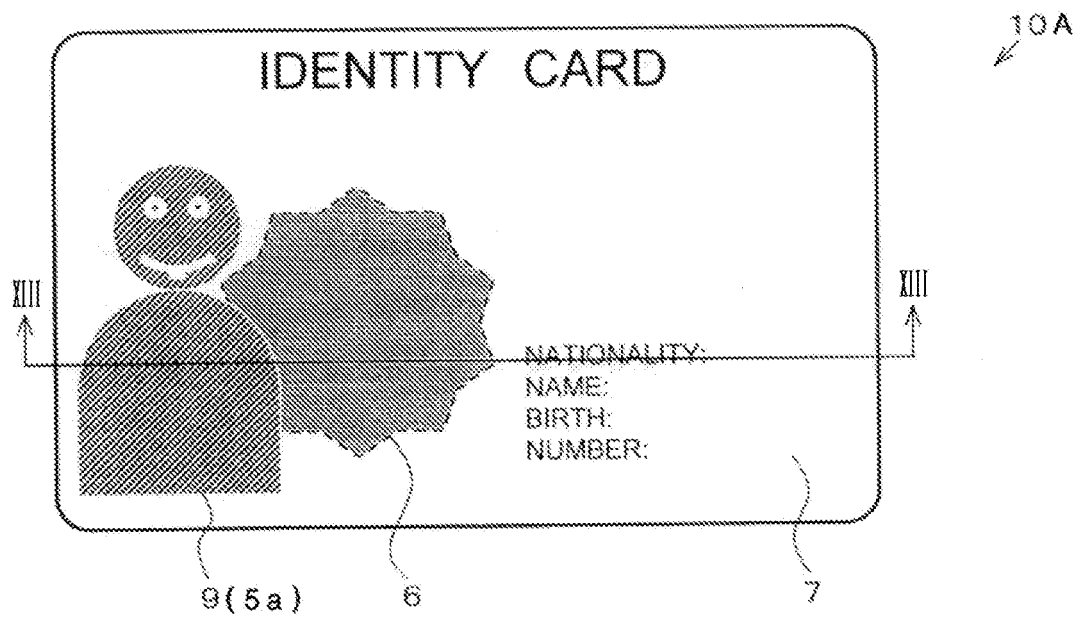 10A
IDENTITY CARD
XIII XIII
NATIONALITY:
NAME:
BIRTH:
NUMBER:
9(5a) 6 7